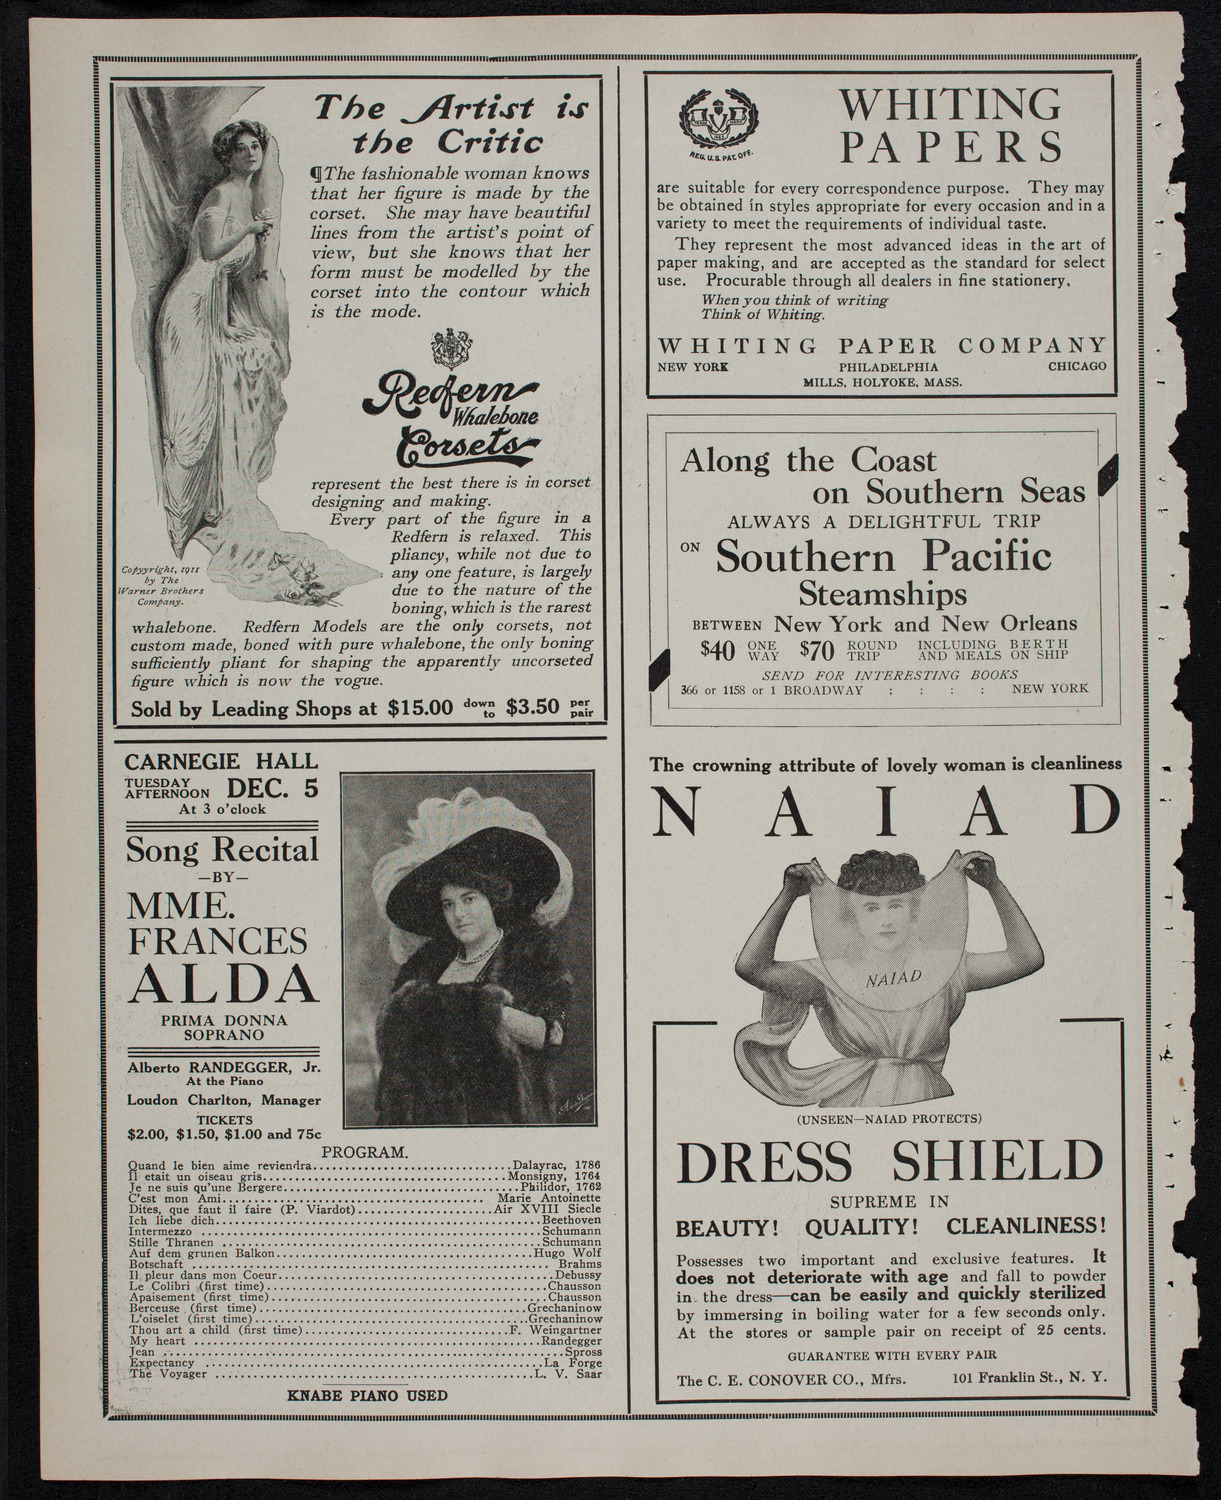 The Artist is
the Critic
¶The fashionable woman knows
that her figure is made by the
corset. She may have beautiful
lines from the artist's point of
view, but she knows that her
form must be modelled by the
corset into the contour which
is the mode.
Redfern
Whalebone
Corsets
represent the best there is in corset
designing and making.
Every part of the figure in a
Redfern is relaxed. This
pliancy, while not due to
any one feature, is largely
due to the nature of the
boning, which is the rarest
Copyright, 1911
by The
Warner Brothers
Company.
whalebone. Redfern Models are the only corsets, not
custom made, boned with pure whalebone, the only boning
sufficiently pliant for shaping the apparently uncorseted
figure which is now the vogue.
Sold by Leading Shops at $15.00 down to $3.50 per pair
CARNEGIE HALL
TUESDAY AFTERNOON DEC. 5
At 3 o'clock
Song Recital
—BY—
MME.
FRANCES
ALDA
PRIMA DONNA
SOPRANO
Alberto RANDEGGER, Jr.
At the Piano
Loudon Charlton, Manager
TICKETS
$2.00, $1.50, $1.00 and 75c
PROGRAM.
Quand le bien aime reviendra....Dalayrac, 1786
Il etait un oiseau gris....Monsigny, 1764
Je ne suis qu'une Bergere....Philidor, 1762
C'est mon Ami....Marie Antoinette
Dites, que faut il faire (P. Viardot)....Air XVIII Siecle
Ich liebe dich....Beethoven
Intermezzo....Schumann
Stille Thranen....Schumann
Auf dem grunen Balkon....Hugo Wolf
Botschaft....Brahms
Il pleur dans mon Coeur....Debussy
Le Colibri (first time)....Chausson
Apaisement (first time)....Chausson
Berceuse (first time)....Grechaninow
L'oiselet (first time)....Grechaninow
Thou art a child (first time)....F. Weingartner
My heart....Randegger
Jean....Spross
Expectancy....La Forge
The Voyager....L. V. Saar
KNABE PIANO USED
REG. U.S. PAT. OFF.
WHITING
PAPERS
are suitable for every correspondence purpose. They may
be obtained in styles appropriate for every occasion and in a
variety to meet the requirements of individual taste.
They represent the most advanced ideas in the art of
paper making, and are accepted as the standard for select
use. Procurable through all dealers in fine stationery.
When you think of writing
Think of Whiting.
WHITING PAPER COMPANY
NEW YORK PHILADELPHIA CHICAGO
MILLS, HOLYOKE, MASS.
Along the Coast
on Southern Seas
ALWAYS A DELIGHTFUL TRIP
ON Southern Pacific
Steamships
BETWEEN New York and New Orleans
$40 ONE WAY $70 ROUND TRIP INCLUDING BERTH AND MEALS ON SHIP
SEND FOR INTERESTING BOOKS
366 or 1158 or 1 BROADWAY : : : : NEW YORK
The crowning attribute of lovely woman is cleanliness
NAIAD
NAIAD
(UNSEEN—NAIAD PROTECTS)
DRESS SHIELD
SUPREME IN
BEAUTY! QUALITY! CLEANLINESS!
Possesses two important and exclusive features. It
does not deteriorate with age and fall to powder
in the dress—can be easily and quickly sterilized
by immersing in boiling water for a few seconds only.
At the stores or sample pair on receipt of 25 cents.
GUARANTEE WITH EVERY PAIR
The C. E. CONOVER CO., Mfrs. 101 Franklin St., N. Y.